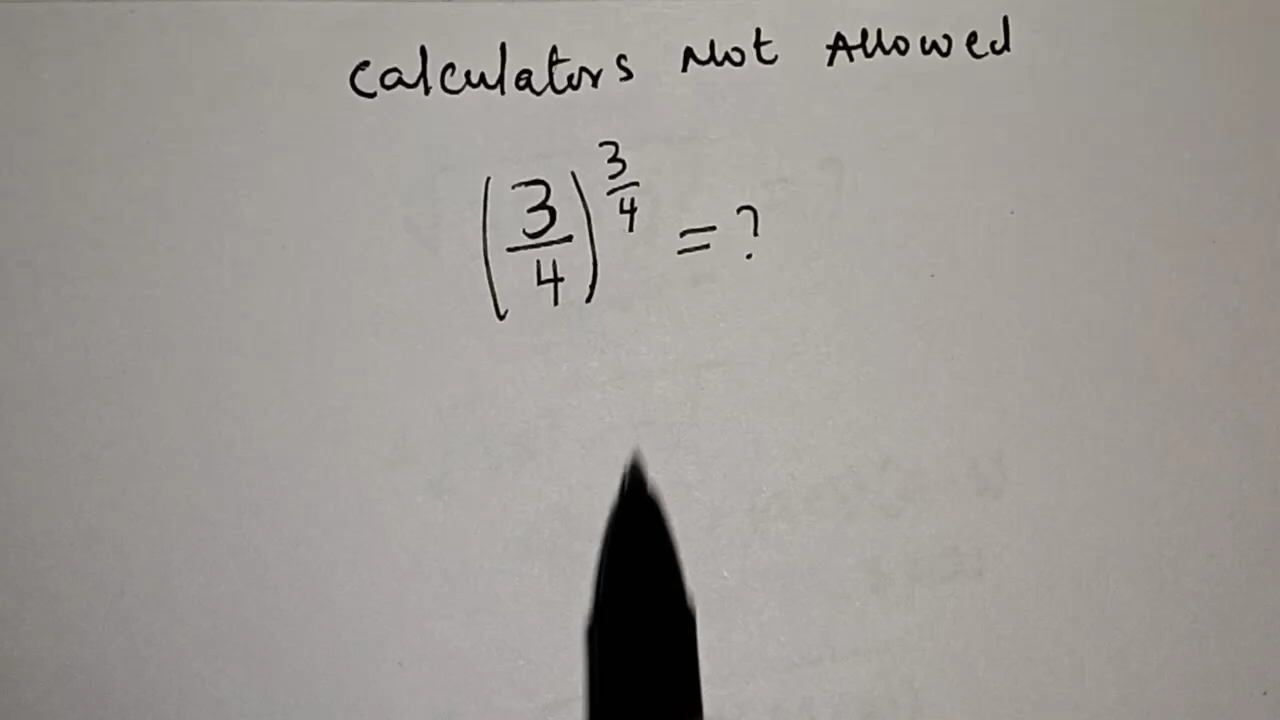 Calculators Not Allowed
(3/4)^(3/4) = ?